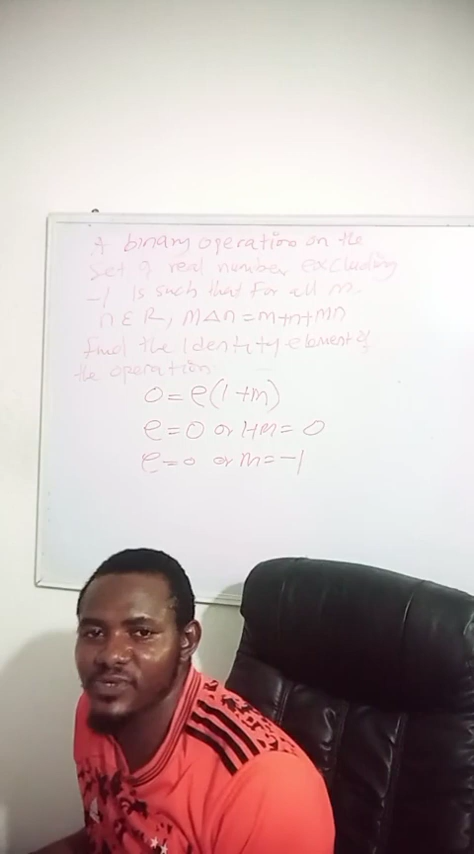 A binary operation on the
set of real number excluding
-1 is such that for all m,
n ∈ R, m Δ n = m+n+mn
find the identity element of
the operation
0 = e(1+m)
e=0 or 1+m= 0
e=0 or m=-1